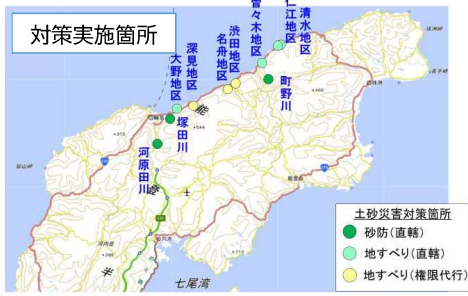 対策実施箇所
清水地区
仁江地区
曽々木地区
渋田地区
名舟地区
深見地区
大野地区
町野川
塚田川
河原田川
能
登
半
七尾湾
土砂災害対策箇所
砂防(直轄)
地すべり(直轄)
地すべり(権限代行)